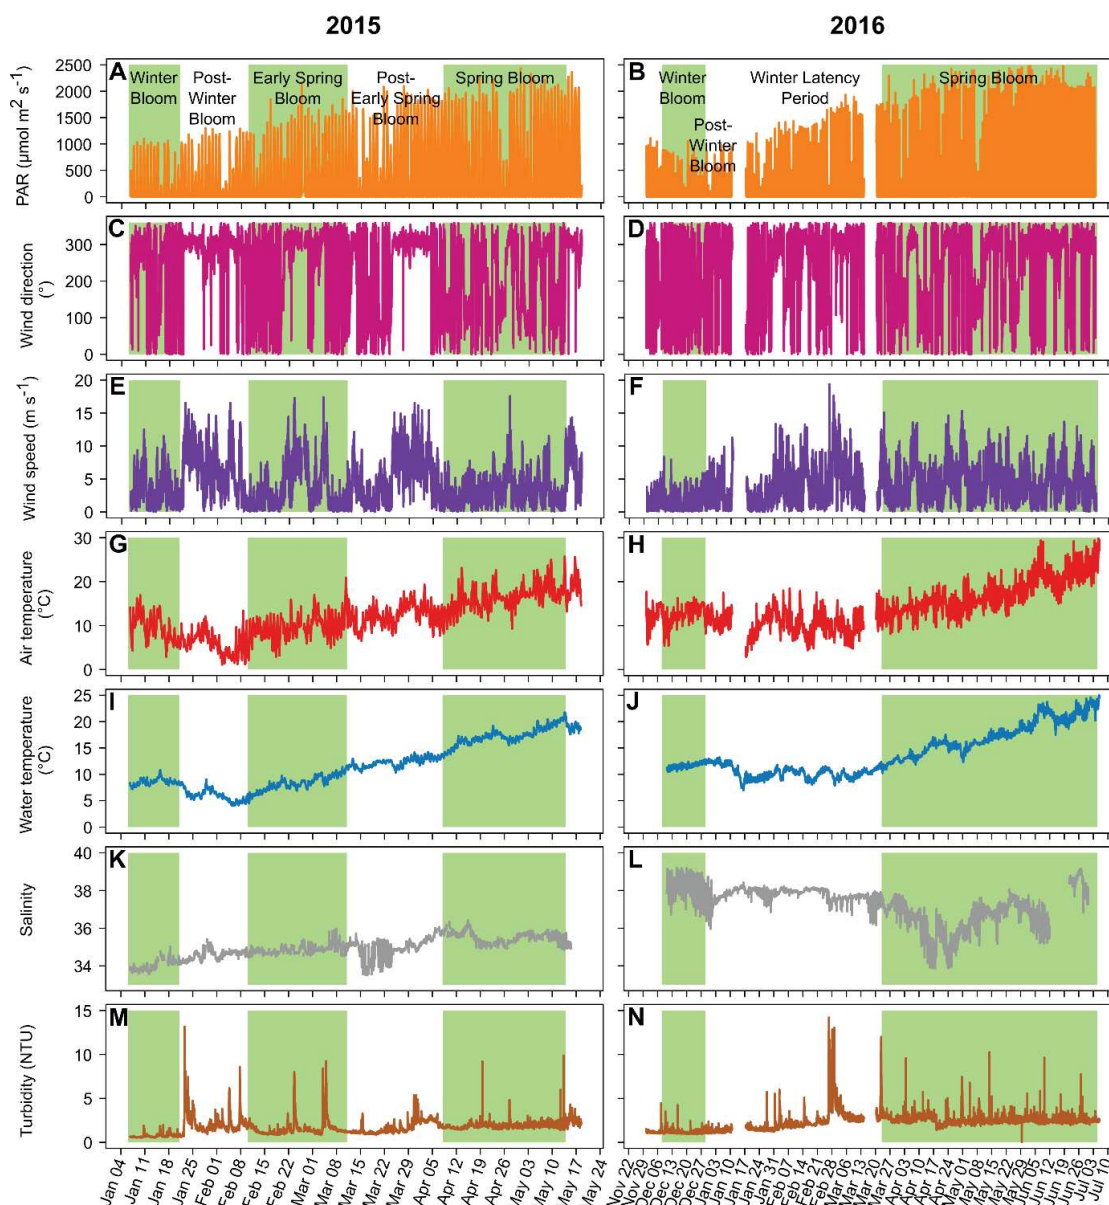 2015 2016
A B
Winter Bloom
Post-Winter Bloom
Early Spring Bloom
Post-Early Spring Bloom
Spring Bloom
Winter Bloom
Post-Winter Bloom
Winter Latency Period
Spring Bloom
PAR (µmol m² s⁻¹)
2500
2000
1500
1000
500
0
C D
Wind direction (°)
300
200
100
0
E F
Wind speed (m s⁻¹)
20
15
10
5
0
G H
Air temperature (°C)
30
20
10
0
I J
Water temperature (°C)
25
20
15
10
5
0
K L
Salinity
40
38
36
34
M N
Turbidity (NTU)
15
10
5
0
Jan 04 Jan 11 Jan 18 Jan 25 Feb 01 Feb 08 Feb 15 Feb 22 Mar 01 Mar 08 Mar 15 Mar 22 Mar 29 Apr 05 Apr 12 Apr 19 Apr 26 May 03 May 10 May 17 May 24
Nov 22 Nov 29 Dec 06 Dec 13 Dec 20 Dec 27 Jan 03 Jan 10 Jan 17 Jan 24 Jan 31 Feb 07 Feb 14 Feb 21 Feb 28 Mar 06 Mar 13 Mar 20 Mar 27 Apr 03 Apr 10 Apr 17 Apr 24 May 01 May 08 May 15 May 22 May 29 Jun 05 Jun 12 Jun 19 Jun 26 Jul 03 Jul 10